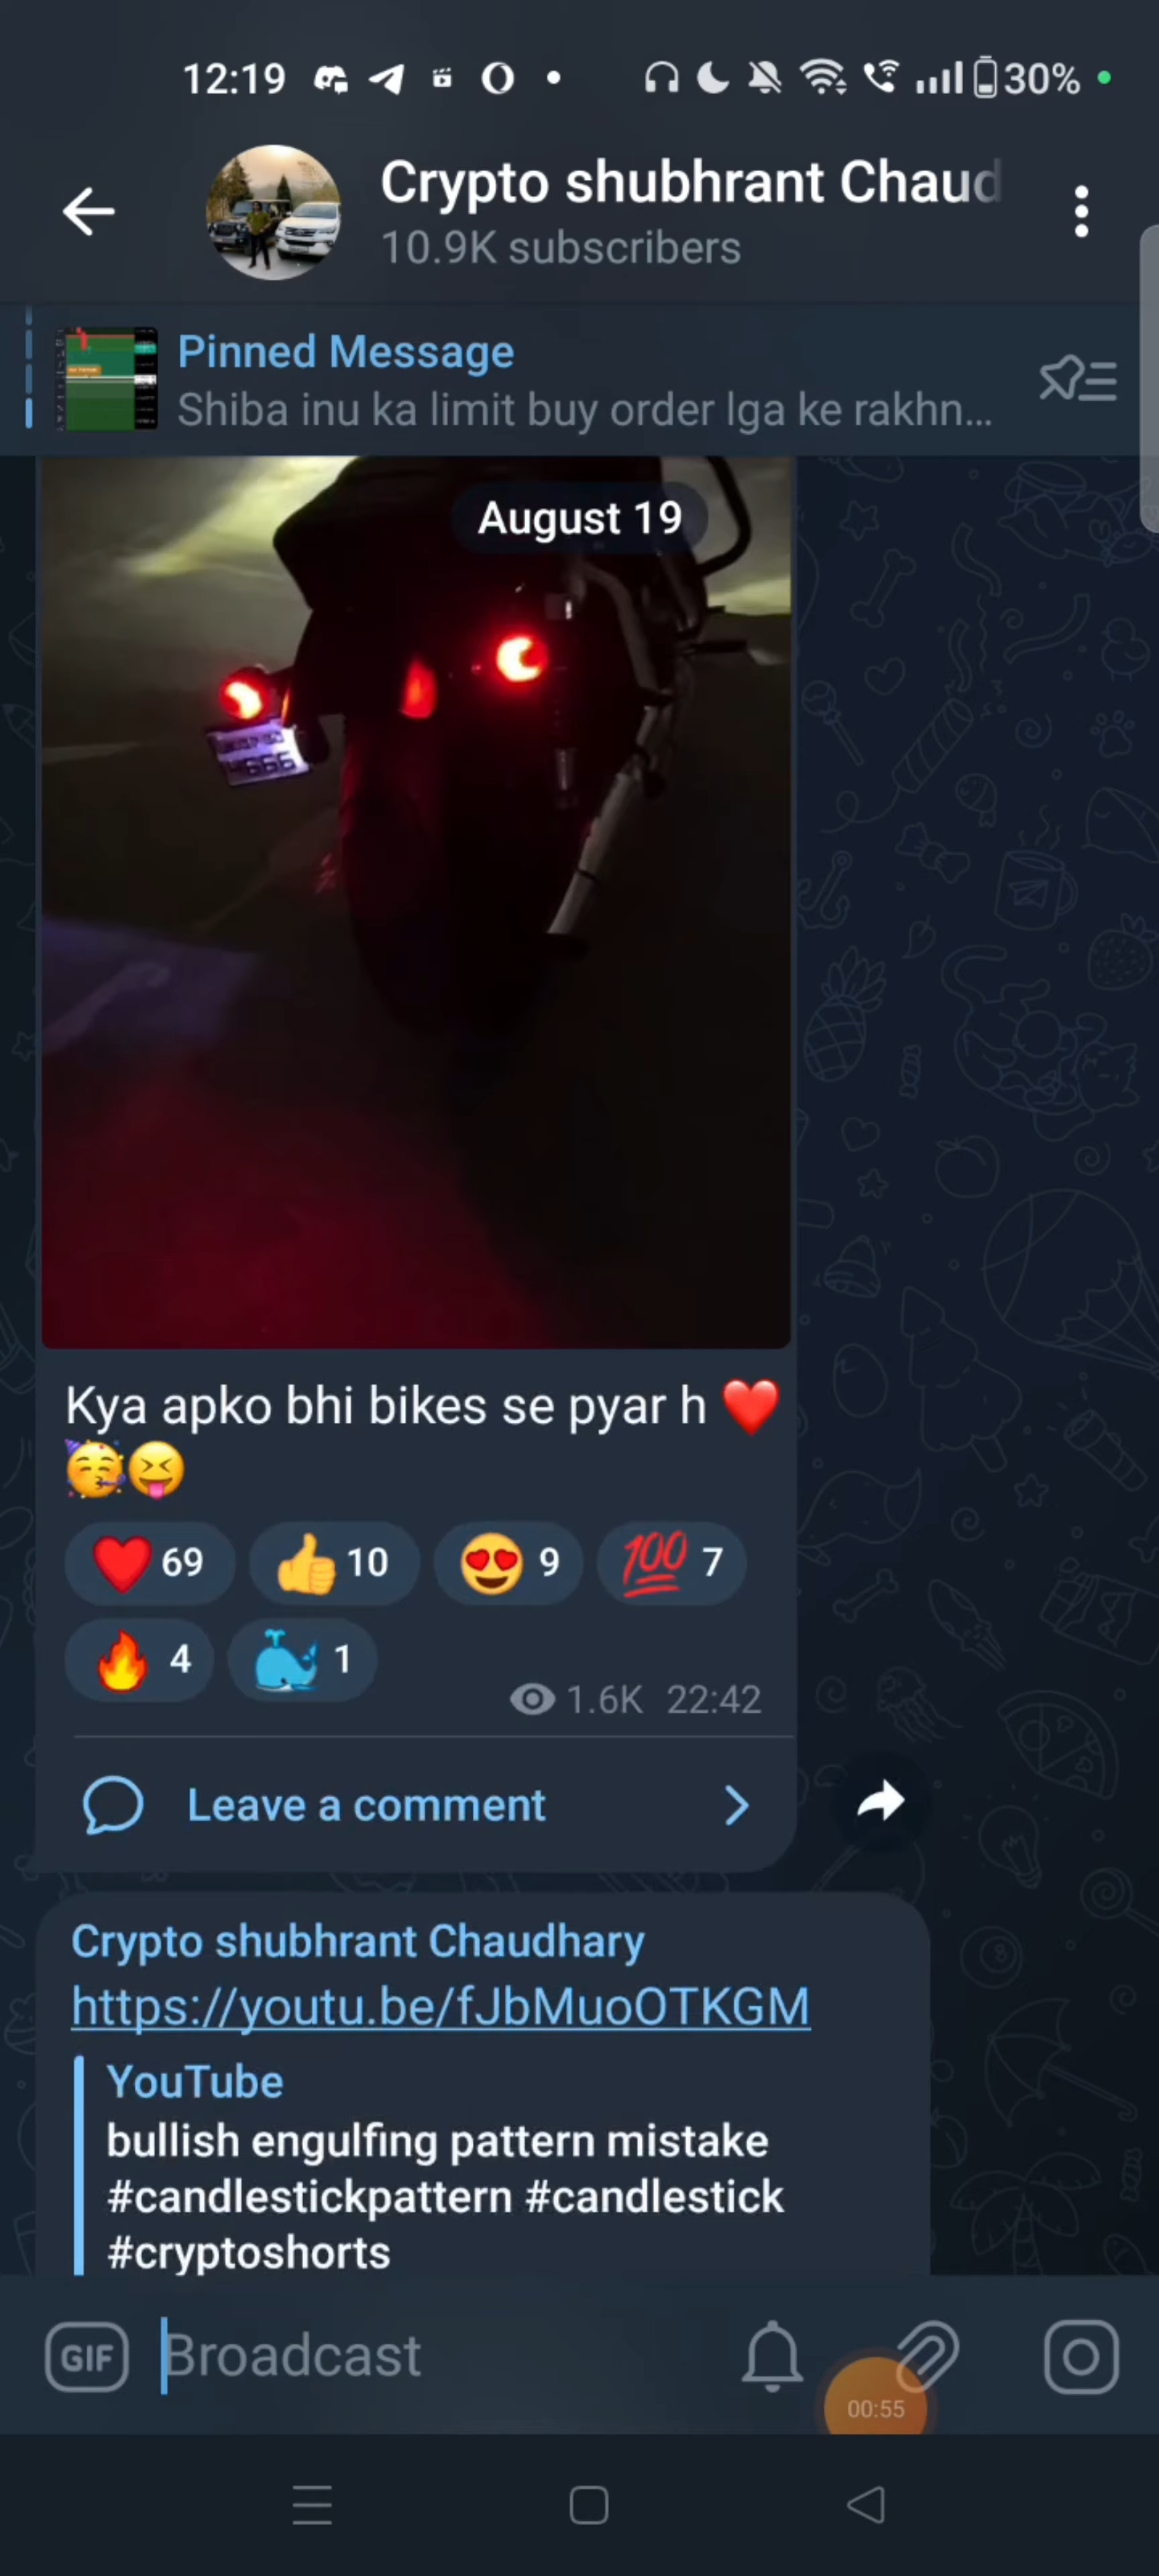 12:19
30%
Crypto shubhrant Chaud
10.9K subscribers
Pinned Message
Shiba inu ka limit buy order lga ke rakhn...
August 19
Kya apko bhi bikes se pyar h ❤️
🥳😝
❤️ 69 👍 10 😍 9 💯 7
🔥 4 🐳 1
1.6K 22:42
Leave a comment
Crypto shubhrant Chaudhary
https://youtu.be/fJbMuoOTKGM
YouTube
bullish engulfing pattern mistake
#candlestickpattern #candlestick
#cryptoshorts
GIF Broadcast
00:55